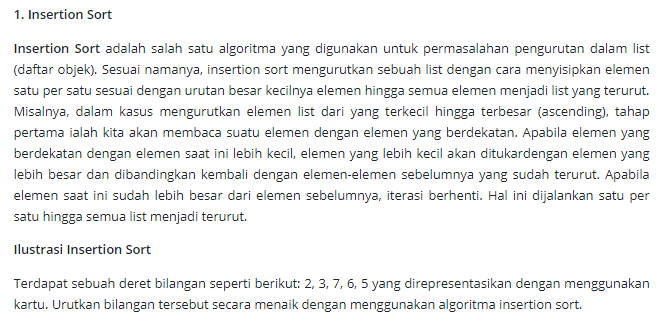 1. Insertion Sort
Insertion Sort adalah salah satu algoritma yang digunakan untuk permasalahan pengurutan dalam list
(daftar objek). Sesuai namanya, insertion sort mengurutkan sebuah list dengan cara menyisipkan elemen
satu per satu sesuai dengan urutan besar kecilnya elemen hingga semua elemen menjadi list yang terurut.
Misalnya, dalam kasus mengurutkan elemen list dari yang terkecil hingga terbesar (ascending), tahap
pertama ialah kita akan membaca suatu elemen dengan elemen yang berdekatan. Apabila elemen yang
berdekatan dengan elemen saat ini lebih kecil, elemen yang lebih kecil akan ditukardengan elemen yang
lebih besar dan dibandingkan kembali dengan elemen-elemen sebelumnya yang sudah terurut. Apabila
elemen saat ini sudah lebih besar dari elemen sebelumnya, iterasi berhenti. Hal ini dijalankan satu per
satu hingga semua list menjadi terurut.
Ilustrasi Insertion Sort
Terdapat sebuah deret bilangan seperti berikut: 2, 3, 7, 6, 5 yang direpresentasikan dengan menggunakan
kartu. Urutkan bilangan tersebut secara menaik dengan menggunakan algoritma insertion sort.